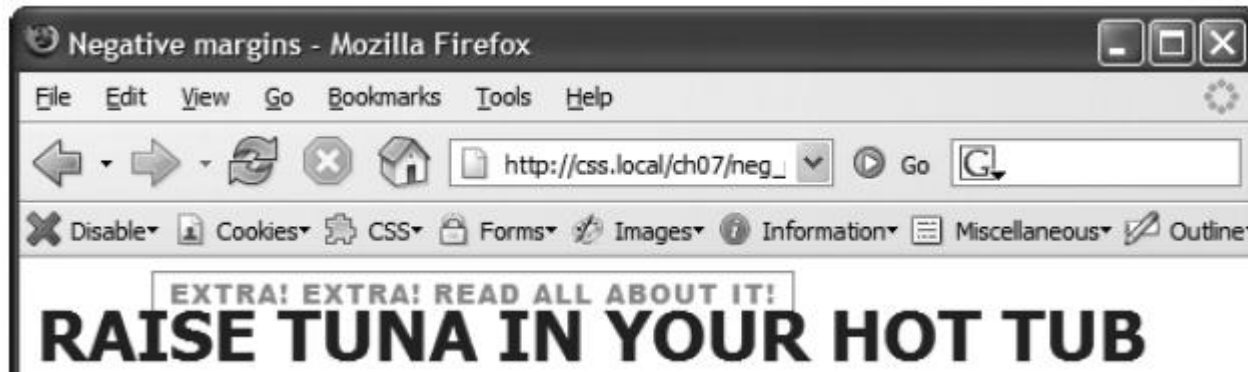 Negative margins - Mozilla Firefox
File Edit View Go Bookmarks Tools Help
http://css.local/ch07/neg_ Go G
Disable Cookies CSS Forms Images Information Miscellaneous Outline
EXTRA! EXTRA! READ ALL ABOUT IT!
RAISE TUNA IN YOUR HOT TUB